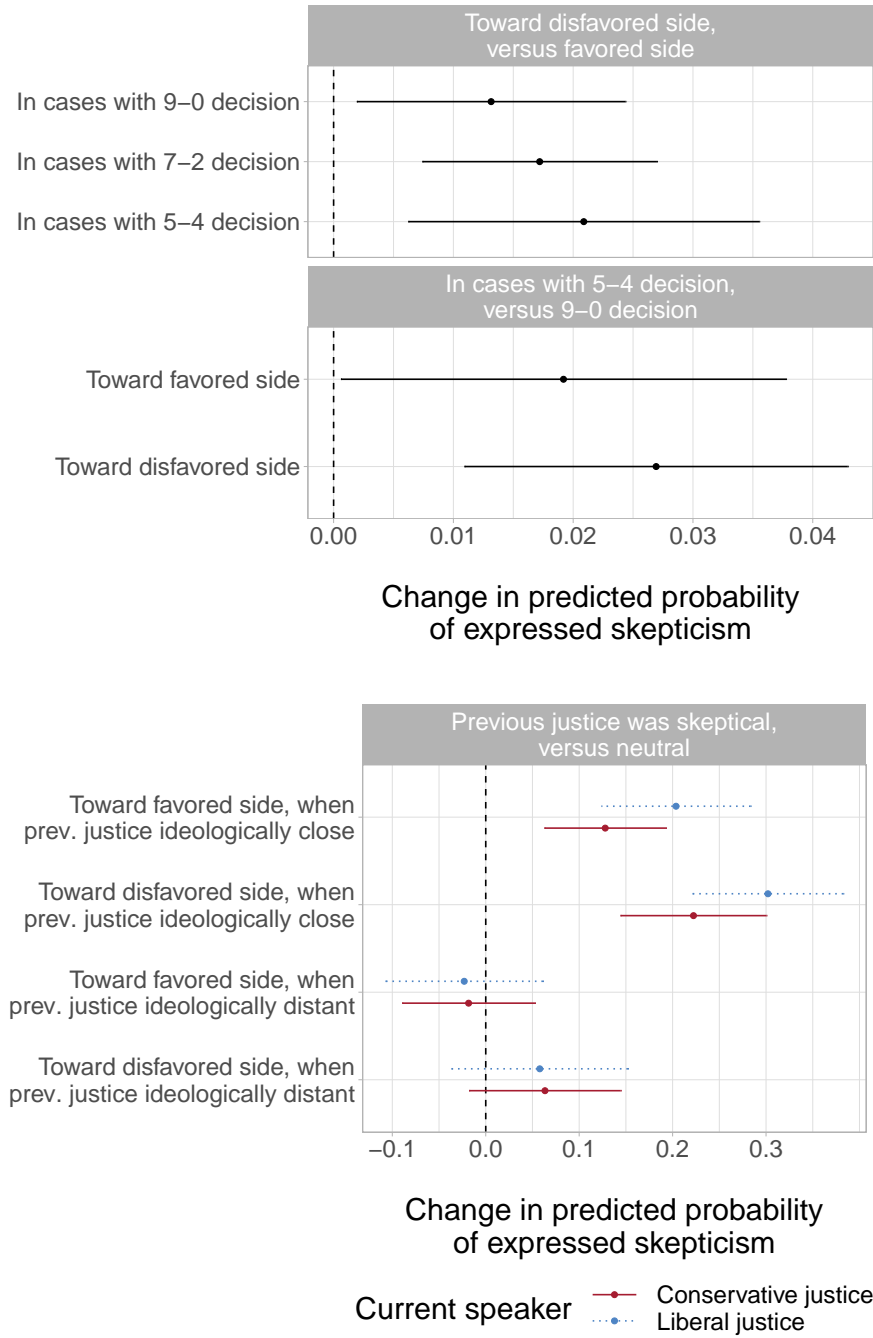 Toward disfavored side,
versus favored side
In cases with 9−0 decision
In cases with 7−2 decision
In cases with 5−4 decision
In cases with 5−4 decision,
versus 9−0 decision
Toward favored side
Toward disfavored side
0.00 0.01 0.02 0.03 0.04
Change in predicted probability
of expressed skepticism
Previous justice was skeptical,
versus neutral
Toward favored side, when
prev. justice ideologically close
Toward disfavored side, when
prev. justice ideologically close
Toward favored side, when
prev. justice ideologically distant
Toward disfavored side, when
prev. justice ideologically distant
−0.1 0.0 0.1 0.2 0.3
Change in predicted probability
of expressed skepticism
Current speaker
Conservative justice
Liberal justice